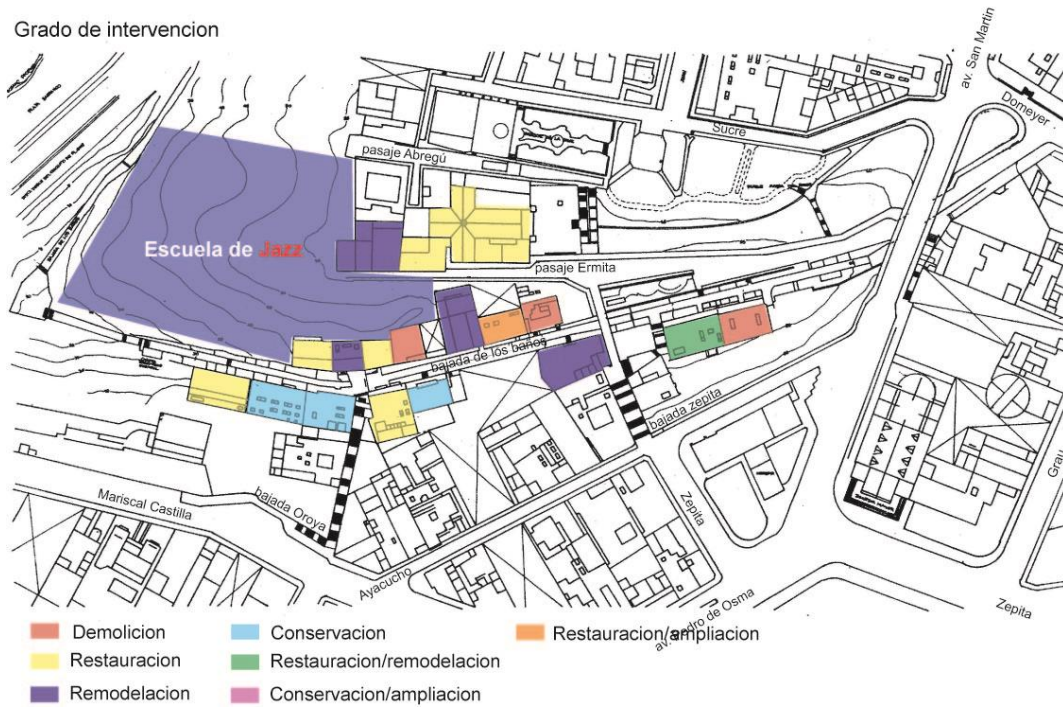 Grado de intervencion
av. San Martin
Domeyer
Sucre
pasaje Abregú
Escuela de Jazz
pasaje Ermita
bajada de los baños
bajada zepita
Mariscal Castilla
bajada Oroya
Zepita
Grau
Ayacucho
av. Pedro de Osma
Zepita
Demolicion
Conservacion
Restauracion/ampliacion
Restauracion
Restauracion/remodelacion
Remodelacion
Conservacion/ampliacion